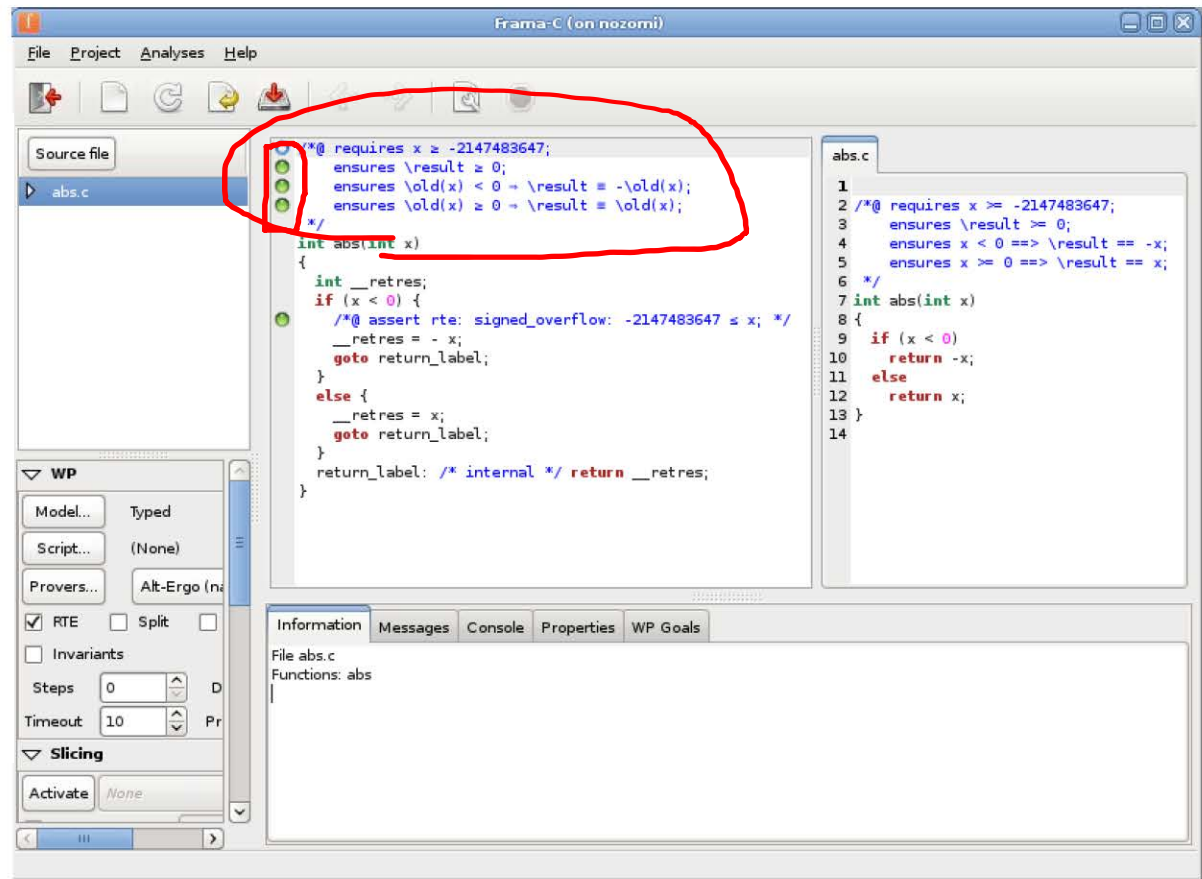 Frama-C (on nozomi)
File Project Analyses Help
Source file
abs.c
/*@ requires x ≥ -2147483647;
ensures \result ≥ 0;
ensures \old(x) < 0 ⇒ \result ≡ -\old(x);
ensures \old(x) ≥ 0 ⇒ \result ≡ \old(x);
*/
int abs(int x)
{
int __retres;
if (x < 0) {
/*@ assert rte: signed_overflow: -2147483647 ≤ x; */
__retres = - x;
goto return_label;
}
else {
__retres = x;
goto return_label;
}
return_label: /* internal */ return __retres;
}
abs.c
1
2 /*@ requires x >= -2147483647;
3 ensures \result >= 0;
4 ensures x < 0 ==> \result == -x;
5 ensures x >= 0 ==> \result == x;
6 */
7 int abs(int x)
8 {
9 if (x < 0)
10 return -x;
11 else
12 return x;
13 }
14
WP
Model... Typed
Script... (None)
Provers... Alt-Ergo (na
RTE Split
Invariants
Steps 0 D
Timeout 10 Pr
Slicing
Activate None
Information Messages Console Properties WP Goals
File abs.c
Functions: abs